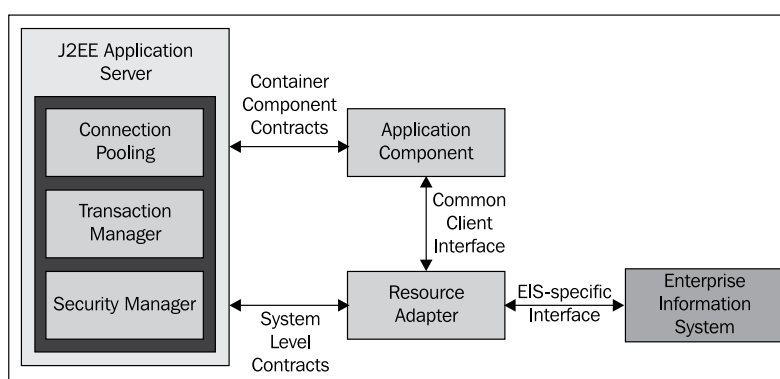 J2EE Application
Server
Connection
Pooling
Transaction
Manager
Security Manager
Container
Component
Contracts
Application
Component
Common
Client
Interface
System
Level
Contracts
Resource
Adapter
EIS-specific
Interface
Enterprise
Information
System